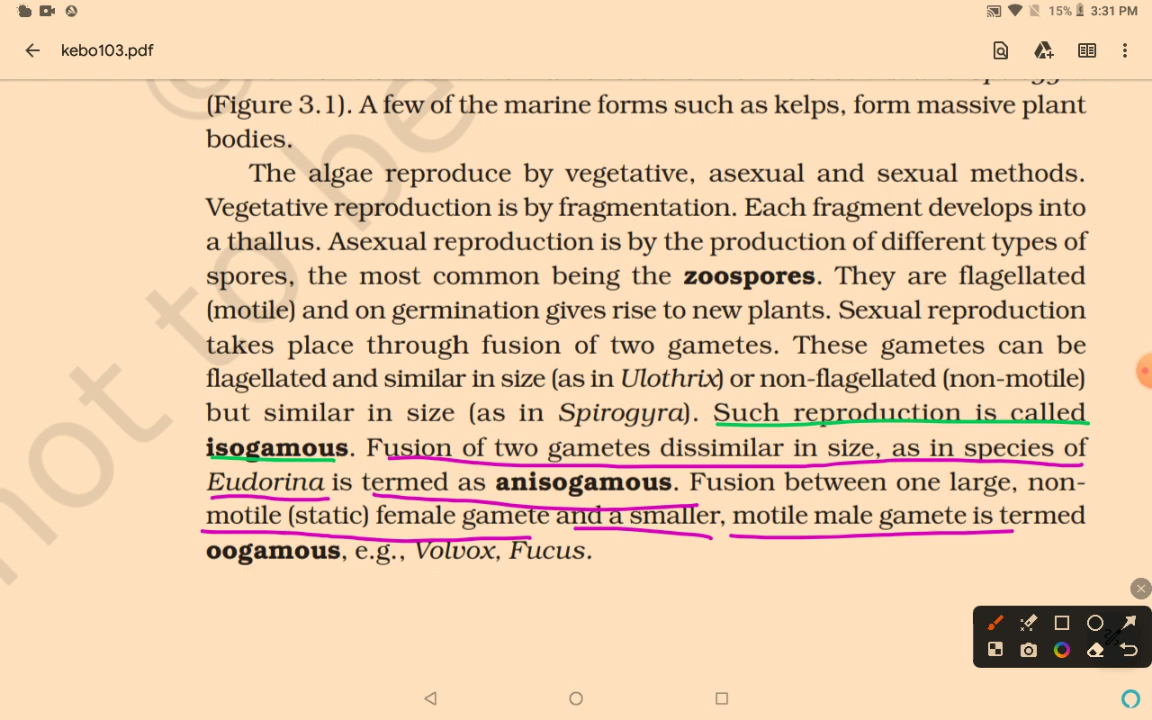 15% 3:31 PM
kebo103.pdf
(Figure 3.1). A few of the marine forms such as kelps, form massive plant
bodies.
The algae reproduce by vegetative, asexual and sexual methods.
Vegetative reproduction is by fragmentation. Each fragment develops into
a thallus. Asexual reproduction is by the production of different types of
spores, the most common being the zoospores. They are flagellated
(motile) and on germination gives rise to new plants. Sexual reproduction
takes place through fusion of two gametes. These gametes can be
flagellated and similar in size (as in Ulothrix) or non-flagellated (non-motile)
but similar in size (as in Spirogyra). Such reproduction is called
isogamous. Fusion of two gametes dissimilar in size, as in species of
Eudorina is termed as anisogamous. Fusion between one large, non-
motile (static) female gamete and a smaller, motile male gamete is termed
oogamous, e.g., Volvox, Fucus.
not to be